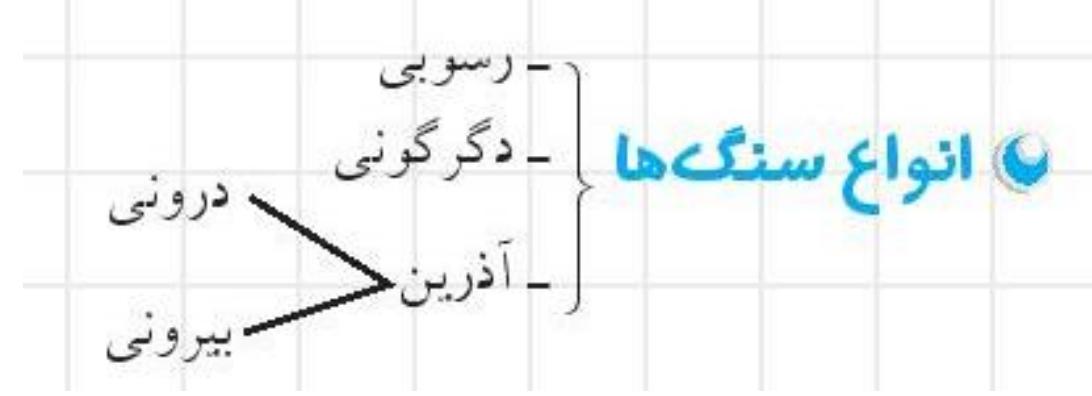 انواع سنگ‌ها
- رسوبی
- دگرگونی
- آذرین
درونی
بیرونی